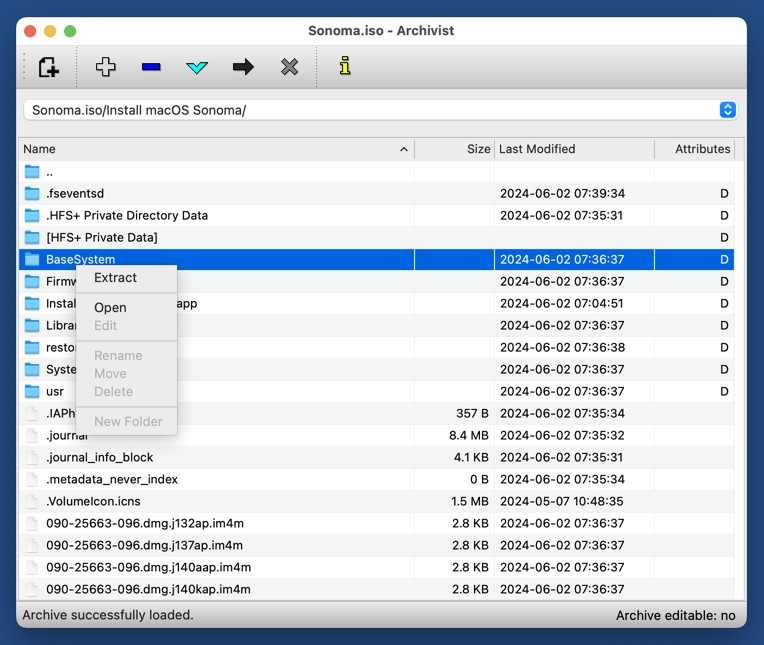 Sonoma.iso - Archivist
Sonoma.iso/Install macOS Sonoma/
Name Size Last Modified Attributes
..
.fseventsd 2024-06-02 07:39:34 D
.HFS+ Private Directory Data 2024-06-02 07:35:31 D
[HFS+ Private Data] D
BaseSystem 2024-06-02 07:36:37 D
Extract
Firmw 2024-06-02 07:36:37 D
Instal app 2024-06-02 07:04:51 D
Open
Librar 2024-06-02 07:36:37 D
Edit
resto 2024-06-02 07:36:38 D
Rename
Syste 2024-06-02 07:36:37 D
Move
usr 2024-06-02 07:36:37 D
Delete
.IAPh 357 B 2024-06-02 07:35:34
New Folder
.journal 8.4 MB 2024-06-02 07:35:32
.journal_info_block 4.1 KB 2024-06-02 07:35:31
.metadata_never_index 0 B 2024-06-02 07:35:34
.VolumeIcon.icns 1.5 MB 2024-05-07 10:48:35
090-25663-096.dmg.j132ap.im4m 2.8 KB 2024-06-02 07:36:37
090-25663-096.dmg.j137ap.im4m 2.8 KB 2024-06-02 07:36:37
090-25663-096.dmg.j140aap.im4m 2.8 KB 2024-06-02 07:36:37
090-25663-096.dmg.j140kap.im4m 2.8 KB 2024-06-02 07:36:37
Archive successfully loaded. Archive editable: no